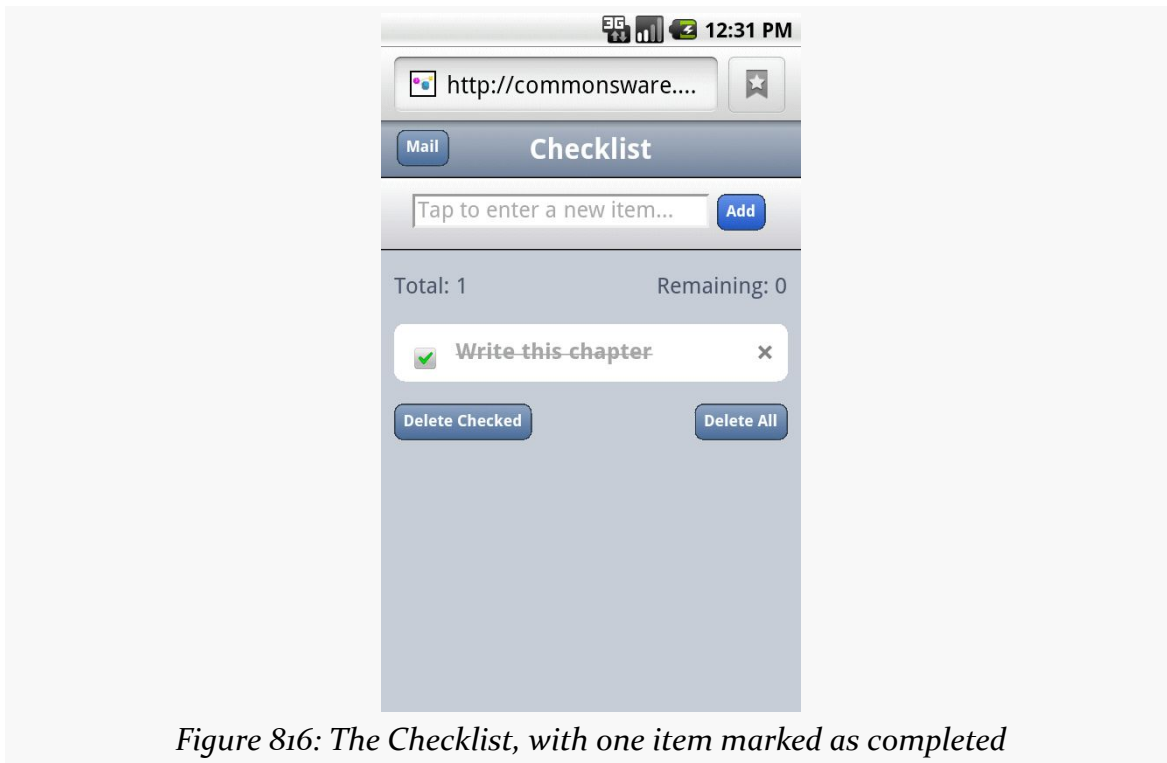 3G 12:31 PM
http://commonsware....
Mail Checklist
Tap to enter a new item... Add
Total: 1 Remaining: 0
Write this chapter ×
Delete Checked Delete All
Figure 816: The Checklist, with one item marked as completed